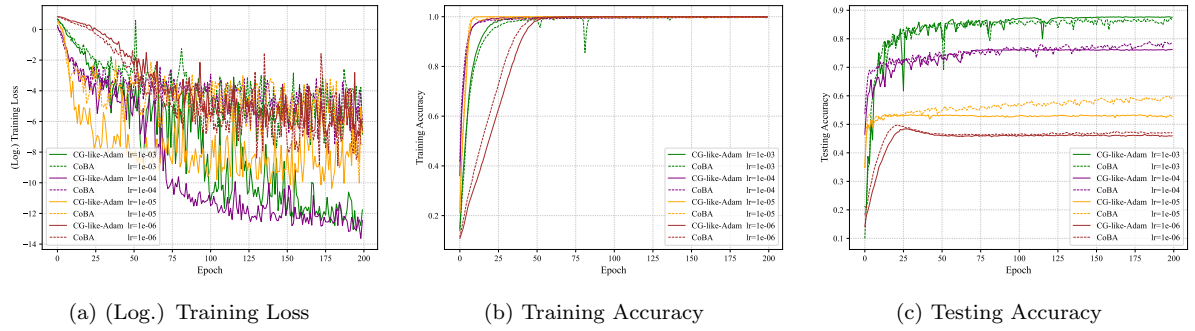 0
−2
−4
−6
−8
−10
−12
−14
(Log.) Training Loss
CG-like-Adam lr=1e-03
CoBA lr=1e-03
CG-like-Adam lr=1e-04
CoBA lr=1e-04
CG-like-Adam lr=1e-05
CoBA lr=1e-05
CG-like-Adam lr=1e-06
CoBA lr=1e-06
0 25 50 75 100 125 150 175 200
Epoch
(a) (Log.) Training Loss
1.0
0.8
0.6
0.4
0.2
Training Accuracy
CG-like-Adam lr=1e-03
CoBA lr=1e-03
CG-like-Adam lr=1e-04
CoBA lr=1e-04
CG-like-Adam lr=1e-05
CoBA lr=1e-05
CG-like-Adam lr=1e-06
CoBA lr=1e-06
0 25 50 75 100 125 150 175 200
Epoch
(b) Training Accuracy
0.9
0.8
0.7
0.6
0.5
0.4
0.3
0.2
0.1
Testing Accuracy
CG-like-Adam lr=1e-03
CoBA lr=1e-03
CG-like-Adam lr=1e-04
CoBA lr=1e-04
CG-like-Adam lr=1e-05
CoBA lr=1e-05
CG-like-Adam lr=1e-06
CoBA lr=1e-06
0 25 50 75 100 125 150 175 200
Epoch
(c) Testing Accuracy